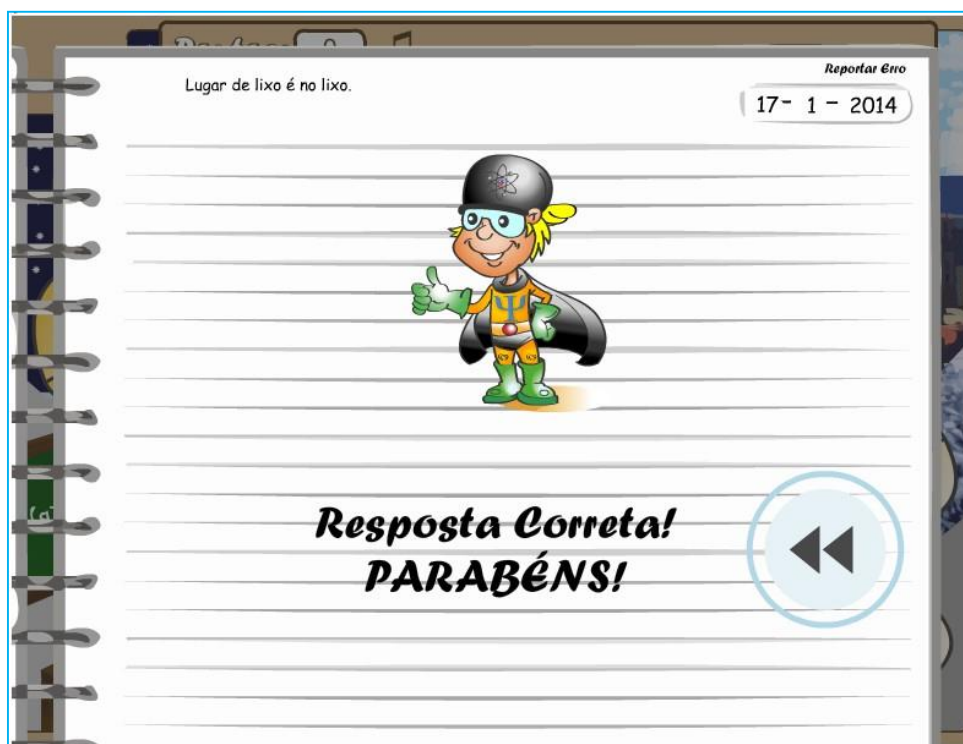 Reportar Erro
Lugar de lixo é no lixo.
17- 1 - 2014
Resposta Correta!
PARABÉNS!